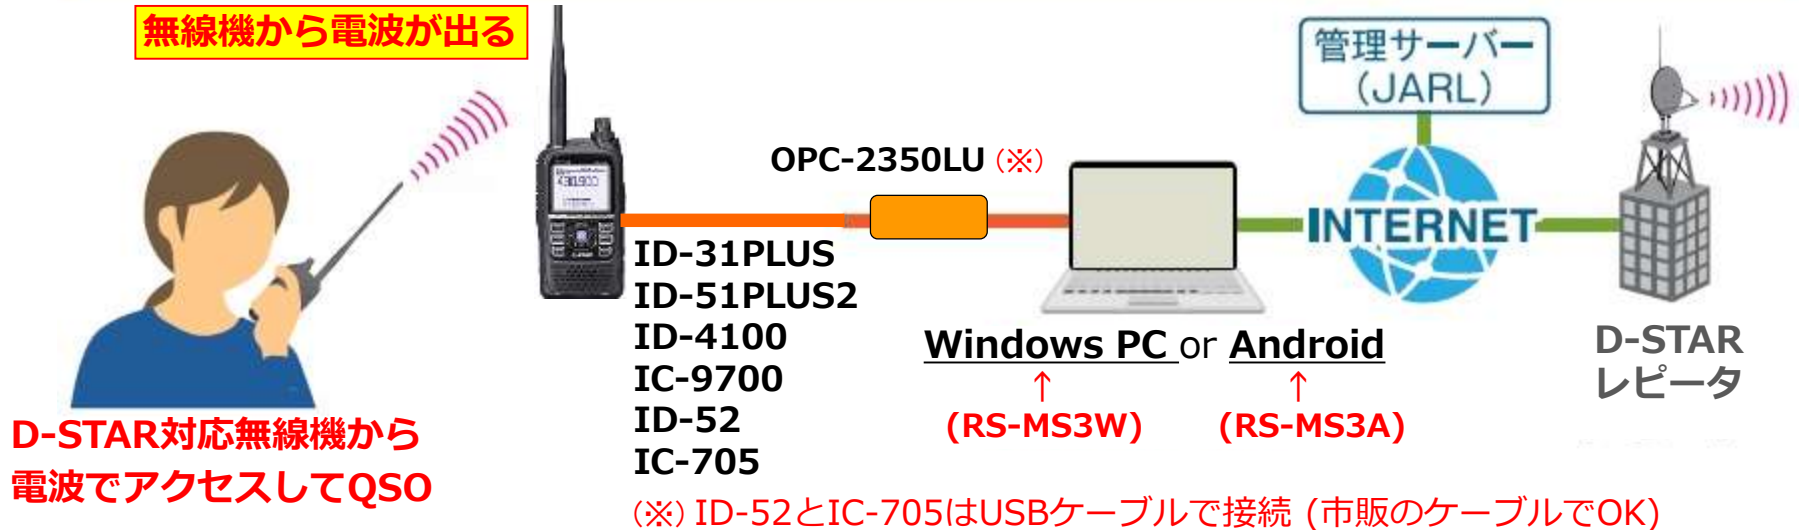 無線機から電波が出る
管理サーバー
(JARL)
OPC-2350LU (※)
INTERNET
ID-31PLUS
ID-51PLUS2
ID-4100
IC-9700
ID-52
IC-705
Windows PC or Android
↑ ↑
(RS-MS3W) (RS-MS3A)
D-STAR
レピータ
D-STAR対応無線機から
電波でアクセスしてQSO
(※) ID-52とIC-705はUSBケーブルで接続 (市販のケーブルでOK)